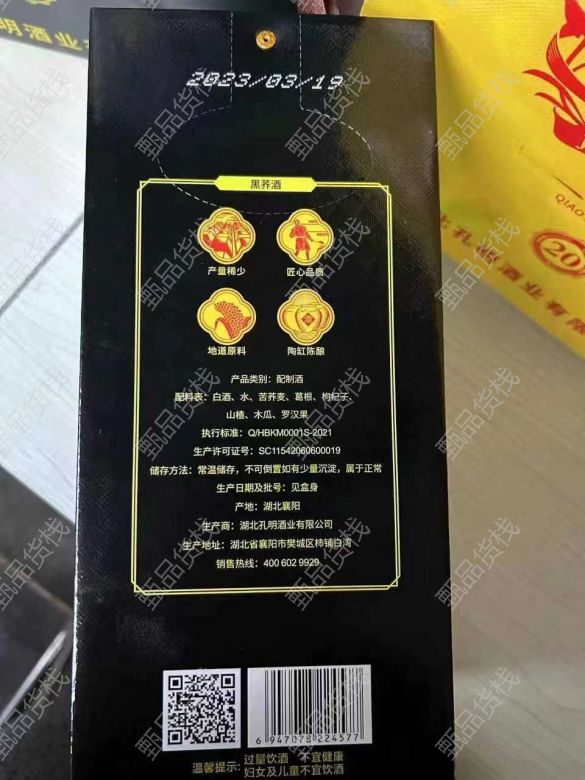 明酒业
2023/03/19
黑荞酒
产量稀少
匠心品质
地道原料
陶缸陈酿
产品类别：配制酒
配料表：白酒、水、苦荞麦、葛根、枸杞子、
山楂、木瓜、罗汉果
执行标准：Q/HBKM0001S-2021
生产许可证号：SC11542060600019
储存方法：常温储存，不可倒置如有少量沉淀，属于正常
生产日期及批号：见盒身
产地：湖北襄阳
生产商：湖北孔明酒业有限公司
生产地址：湖北省襄阳市樊城区柿铺白湾
销售热线：400 602 9929
6 947078 224577
温馨提示：过量饮酒 不宜健康
妇女及儿童不宜饮酒
QIAO
20
甄品货栈